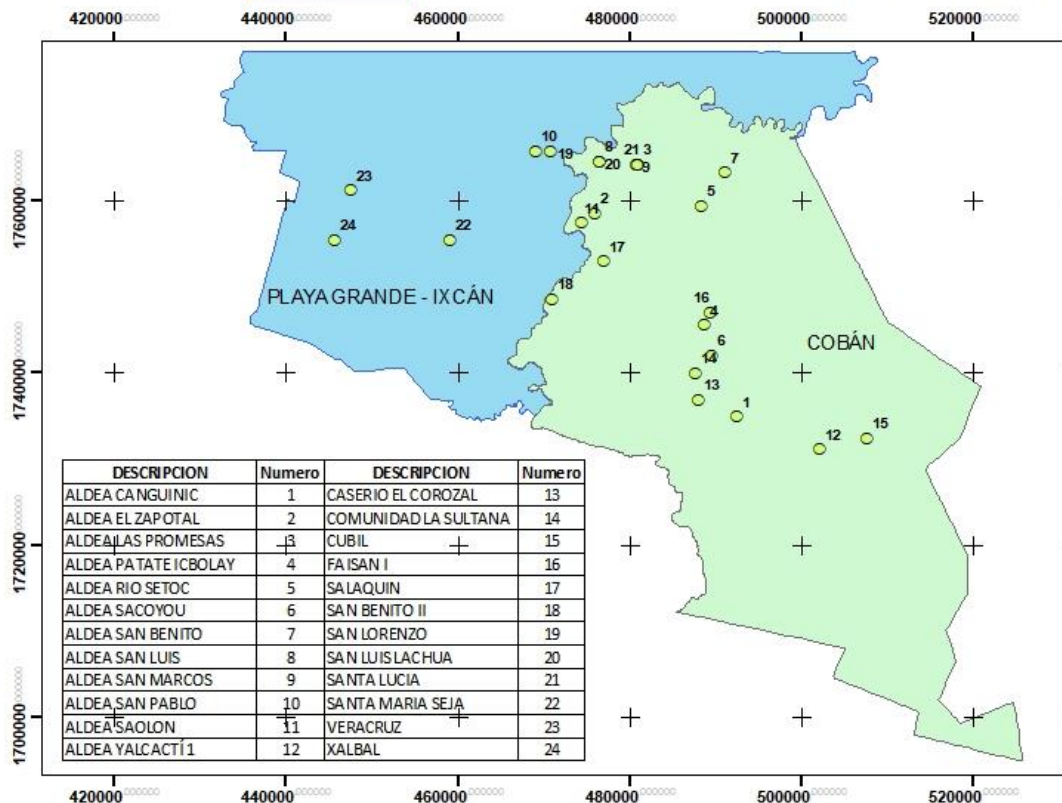 420000 440000 460000 480000 500000 520000
10 8 21 3
19 20 9 7
1760000
23 5
2
11
24 22
17
18
PLAYA GRANDE - IXCÁN
16
4
COBÁN
6
14
1740000
13
1
15
12
DESCRIPCION Numero DESCRIPCION Numero
ALDEA CANGUINIC 1 CASERIO EL COROZAL 13
ALDEA EL ZAPOTAL 2 COMUNIDAD LA SULTANA 14
ALDEA LAS PROMESAS 3 CUBIL 15
ALDEA PATATE ICBOLAY 4 FAISAN I 16
ALDEA RIO SETOC 5 SALAQUIN 17
ALDEA SACOYOU 6 SAN BENITO II 18
ALDEA SAN BENITO 7 SAN LORENZO 19
ALDEA SAN LUIS 8 SAN LUIS LACHUA 20
ALDEA SAN MARCOS 9 SANTA LUCIA 21
ALDEA SAN PABLO 10 SANTA MARIA SEJA 22
ALDEA SAOLON 11 VERACRUZ 23
ALDEA YALCACTÍ 1 12 XALBAL 24
1720000
1700000
1760000
1740000
1720000
1700000
420000 440000 460000 480000 500000 520000